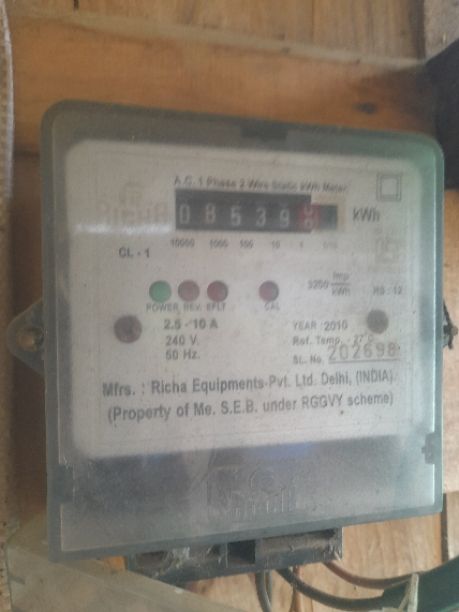 A.C. 1 Phase 2 Wire Static kWh Meter
RICHA 08539 kWh
10000 1000 100 10 1 1/10
CL - 1
3200 Imp/kWh
POWER REV. EFLT CAL
2.5 - 10 A
240 V.
50 Hz.
YEAR : 2010
Ref. Temp. - 27°C
SL. No. 202698
Mfrs. : Richa Equipments Pvt. Ltd. Delhi, (INDIA)
(Property of Me. S.E.B. under RGGVY scheme)